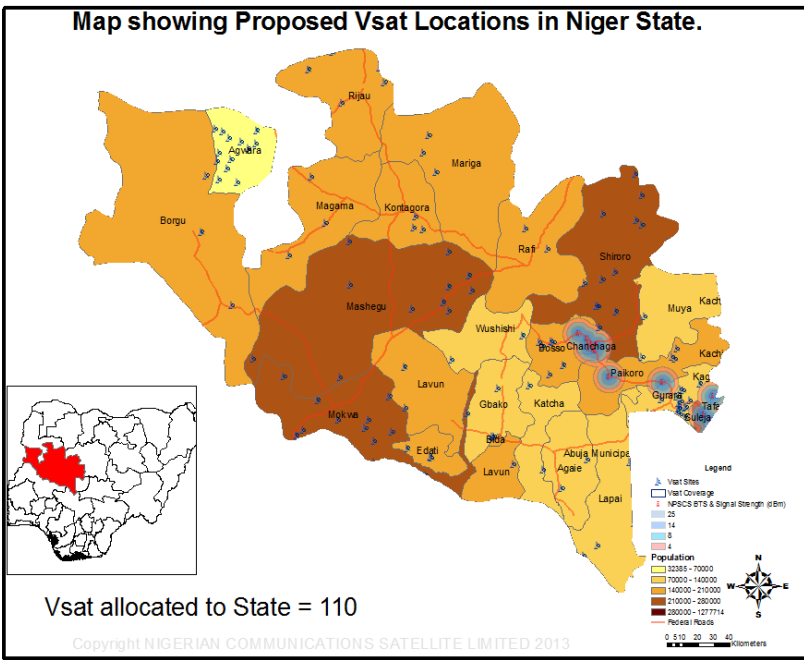 Map showing Proposed Vsat Locations in Niger State.
Rijau
Agwara
Mariga
Magama
Kontagora
Borgu
Rafi
Shiroro
Mashegu
Muya
Kach
Wushishi
Bosso
Chanchaga
Kach
Paikoro
Kag
Lavun
Gbako
Katcha
Gurara
Tafa
Suleja
Mokwa
Bida
Edati
Abuja Municipa
Lavun
Agaie
Lapai
Legend
Vsat Sites
Vsat Coverage
NPSCS BTS & Signal Strength (dBm)
25
14
8
4
Population
32385 - 70000
70000 - 140000
140000 - 210000
210000 - 280000
280000 - 1277714
Federal Roads
N
W
E
S
0 5 10 20 30 40
Kilometers
Vsat allocated to State = 110
Copyright NIGERIAN COMMUNICATIONS SATELLITE LIMITED 2013